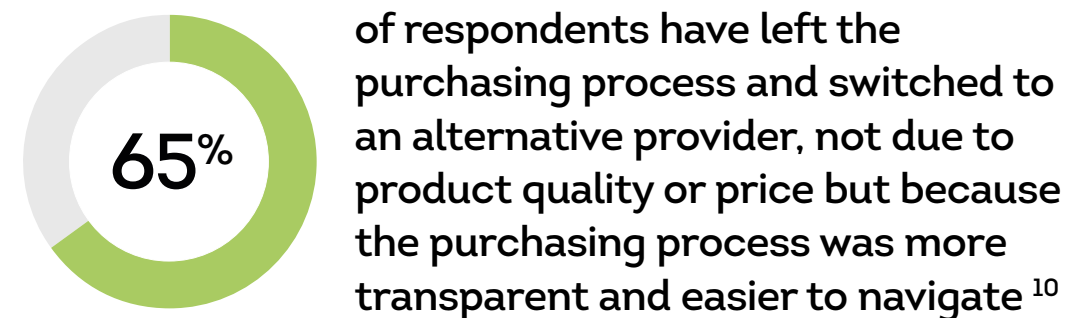 65%
of respondents have left the
purchasing process and switched to
an alternative provider, not due to
product quality or price but because
the purchasing process was more
transparent and easier to navigate 10